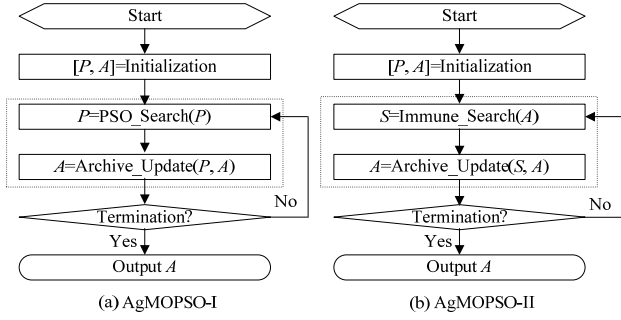 Start
[P, A]=Initialization
P=PSO_Search(P)
A=Archive_Update(P, A)
Termination?
No
Yes
Output A
(a) AgMOPSO-I
Start
[P, A]=Initialization
S=Immune_Search(A)
A=Archive_Update(S, A)
Termination?
No
Yes
Output A
(b) AgMOPSO-II